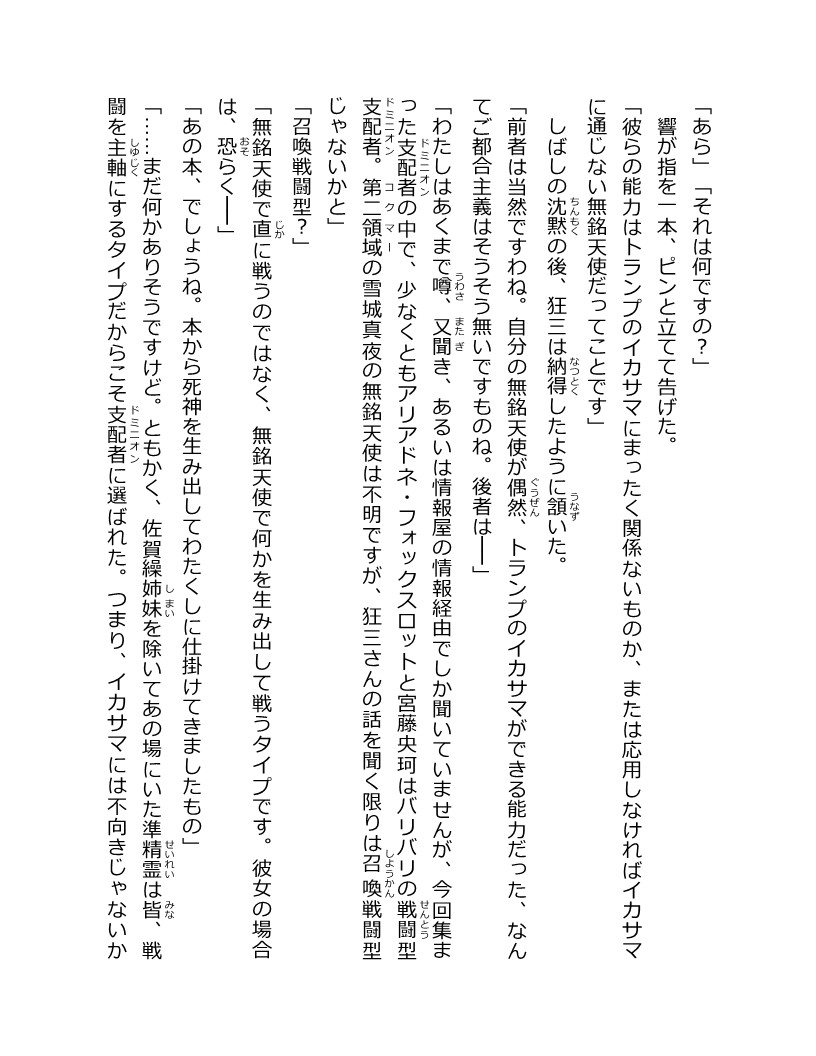 「あら」「それは何ですの？」
　響が指を一本、ピンと立てて告げた。
「彼らの能力はトランプのイカサマにまったく関係ないものか、または応用しなければイカサマ
に通じない無銘天使だってことです」
　しばしの沈黙の後、狂三は納得したように頷いた。
「前者は当然ですわね。自分の無銘天使が偶然、トランプのイカサマができる能力だった、なん
てご都合主義はそうそう無いですものね。後者は──」
「わたしはあくまで噂、又聞き、あるいは情報屋の情報経由でしか聞いていませんが、今回集ま
った支配者の中で、少なくともアリアドネ・フォックスロットと宮藤央珂はバリバリの戦闘型
支配者。第二領域の雪城真夜の無銘天使は不明ですが、狂三さんの話を聞く限りは召喚戦闘型
じゃないかと」
「召喚戦闘型？」
「無銘天使で直に戦うのではなく、無銘天使で何かを生み出して戦うタイプです。彼女の場合
は、恐らく──」
「あの本、でしょうね。本から死神を生み出してわたくしに仕掛けてきましたもの」
「……まだ何かありそうですけど。ともかく、佐賀繰姉妹を除いてあの場にいた準精霊は皆、戦
闘を主軸にするタイプだからこそ支配者に選ばれた。つまり、イカサマには不向きじゃないか